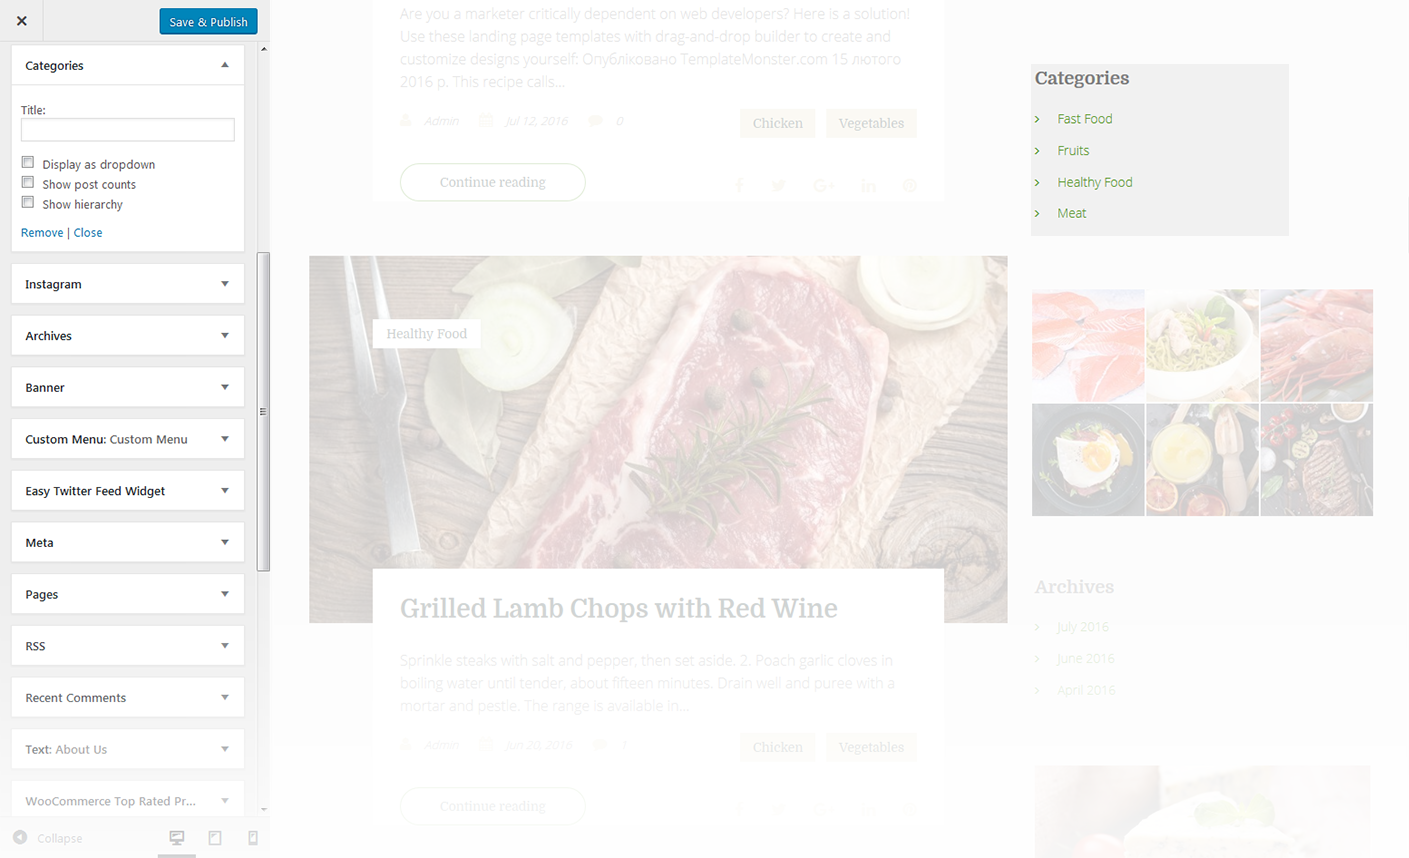 Save & Publish
Categories
Title:
Display as dropdown
Show post counts
Show hierarchy
Remove | Close
Instagram
Archives
Banner
Custom Menu: Custom Menu
Easy Twitter Feed Widget
Meta
Pages
RSS
Recent Comments
Text: About Us
WooCommerce Top Rated Pr...
Collapse
Are you a marketer critically dependent on web developers? Here is a solution!
Use these landing page templates with drag-and-drop builder to create and
customize designs yourself: Опубліковано TemplateMonster.com 15 лютого
2016 р. This recipe calls...
Admin Jul 12, 2016 0
Chicken Vegetables
Continue reading
Healthy Food
Grilled Lamb Chops with Red Wine
Sprinkle steaks with salt and pepper, then set aside. 2. Poach garlic cloves in
boiling water until tender, about fifteen minutes. Drain well and puree with a
mortar and pestle. The range is available in...
Admin Jun 20, 2016 1
Chicken Vegetables
Continue reading
Categories
Fast Food
Fruits
Healthy Food
Meat
Archives
July 2016
June 2016
April 2016